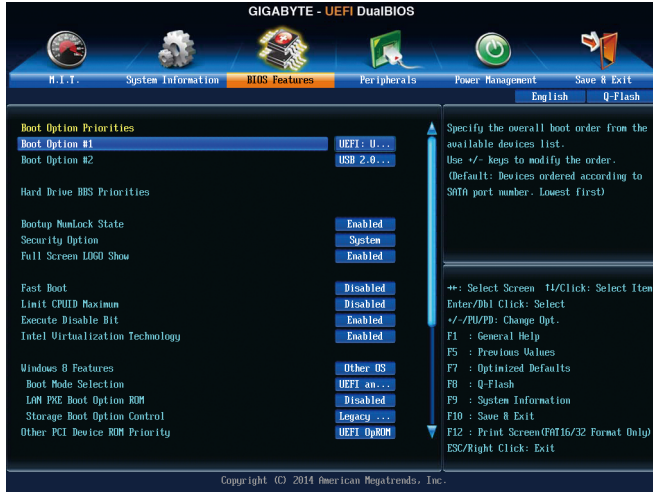 GIGABYTE - UEFI DualBIOS
M.I.T. System Information BIOS Features Peripherals Power Management Save & Exit
English Q-Flash
Boot Option Priorities
Boot Option #1 UEFI: U...
Boot Option #2 USB 2.0...
Hard Drive BBS Priorities
Bootup NumLock State Enabled
Security Option System
Full Screen LOGO Show Enabled
Fast Boot Disabled
Limit CPUID Maximum Disabled
Execute Disable Bit Enabled
Intel Virtualization Technology Enabled
Windows 8 Features Other OS
Boot Mode Selection UEFI an...
LAN PXE Boot Option ROM Disabled
Storage Boot Option Control Legacy ...
Other PCI Device ROM Priority UEFI OpROM
Specify the overall boot order from the
available devices list.
Use +/- keys to modify the order.
(Default: Devices ordered according to
SATA port number. Lowest first)
↔: Select Screen ↑↓/Click: Select Item
Enter/Dbl Click: Select
+/-/PU/PD: Change Opt.
F1 : General Help
F5 : Previous Values
F7 : Optimized Defaults
F8 : Q-Flash
F9 : System Information
F10 : Save & Exit
F12 : Print Screen(FAT16/32 Format Only)
ESC/Right Click: Exit
Copyright (C) 2014 American Megatrends, Inc.